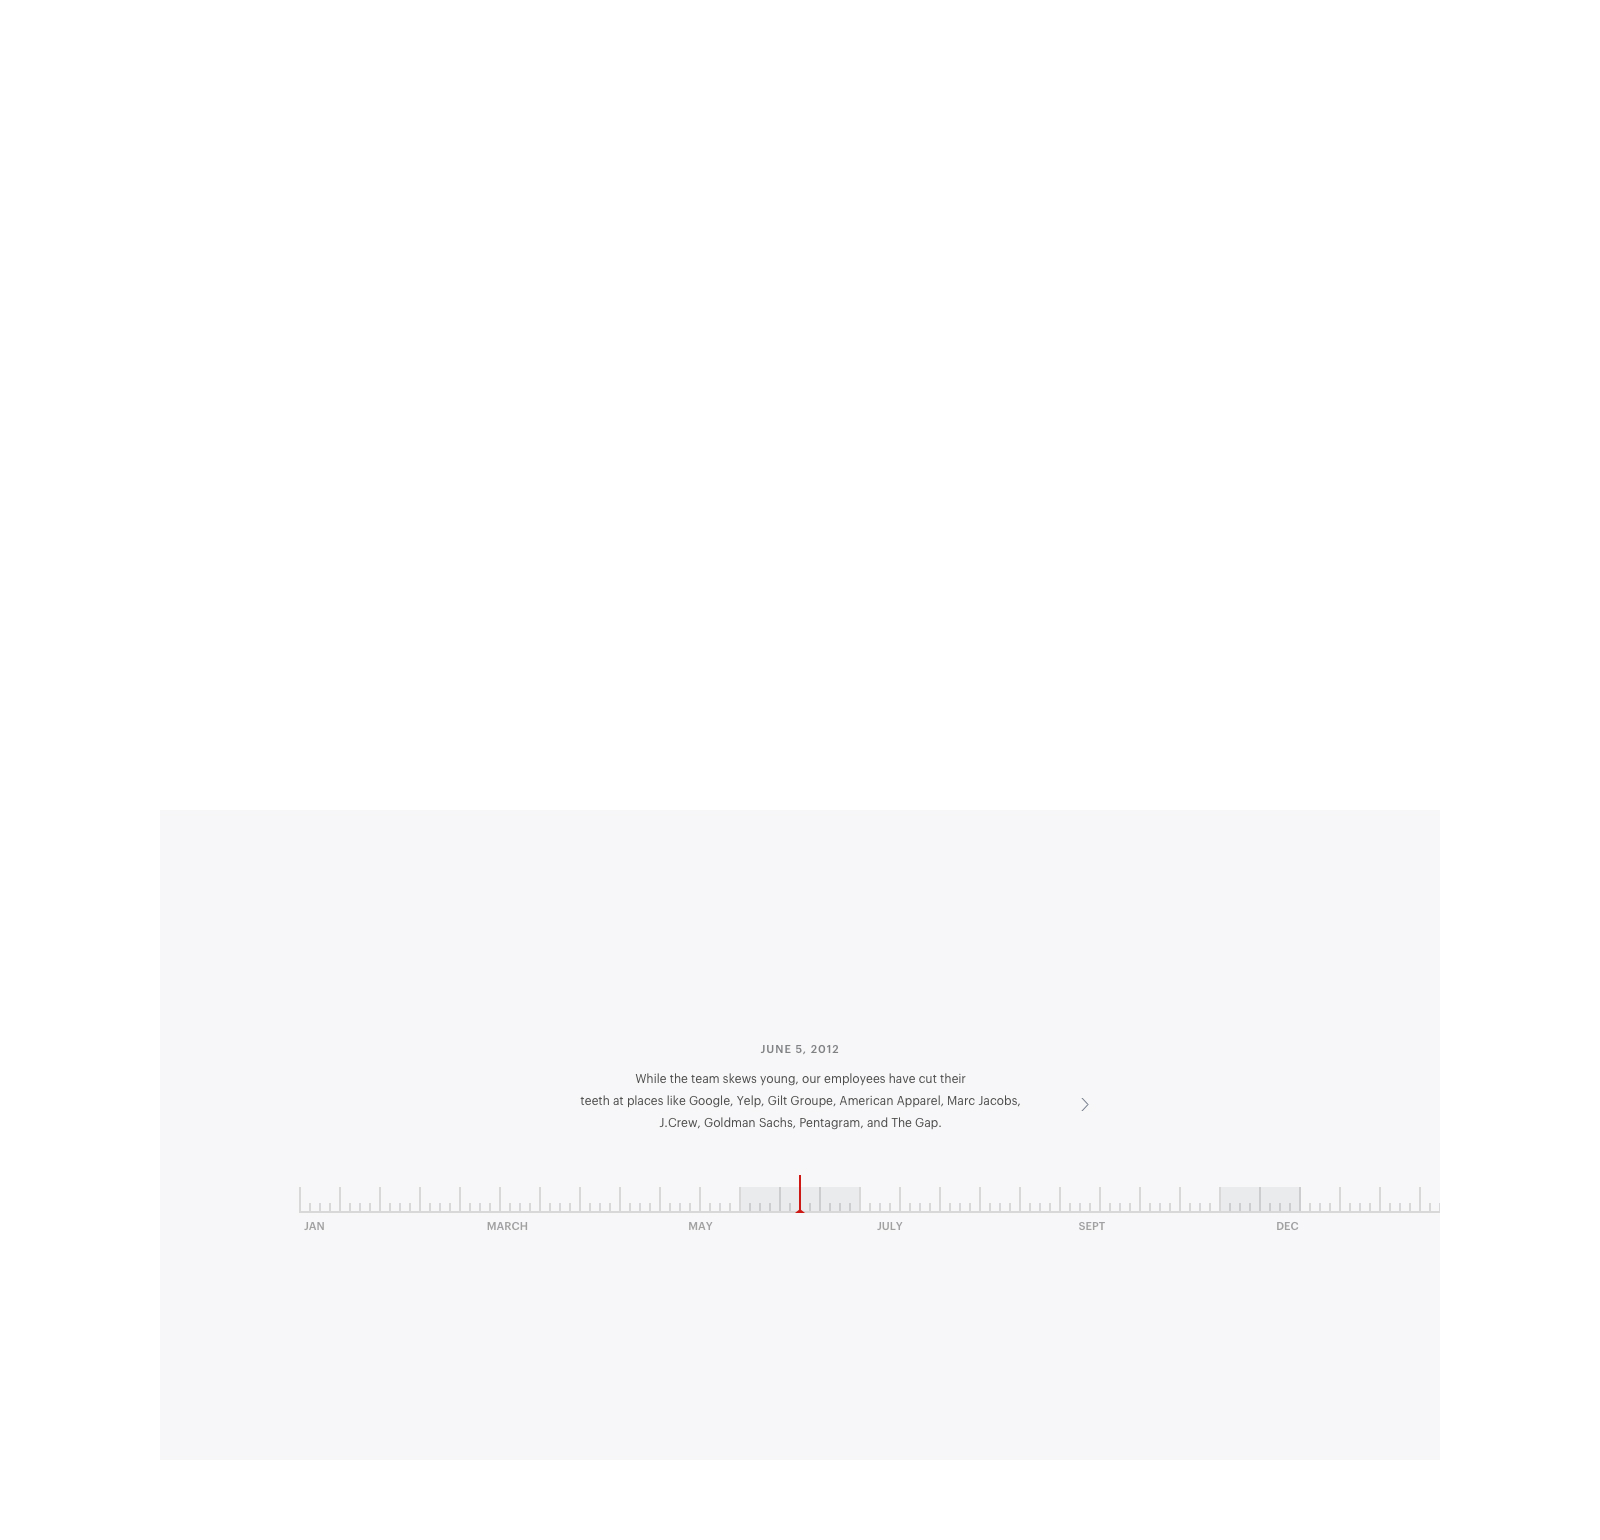 JUNE 5, 2012
While the team skews young, our employees have cut their
teeth at places like Google, Yelp, Gilt Groupe, American Apparel, Marc Jacobs,
J.Crew, Goldman Sachs, Pentagram, and The Gap.
JAN MARCH MAY JULY SEPT DEC